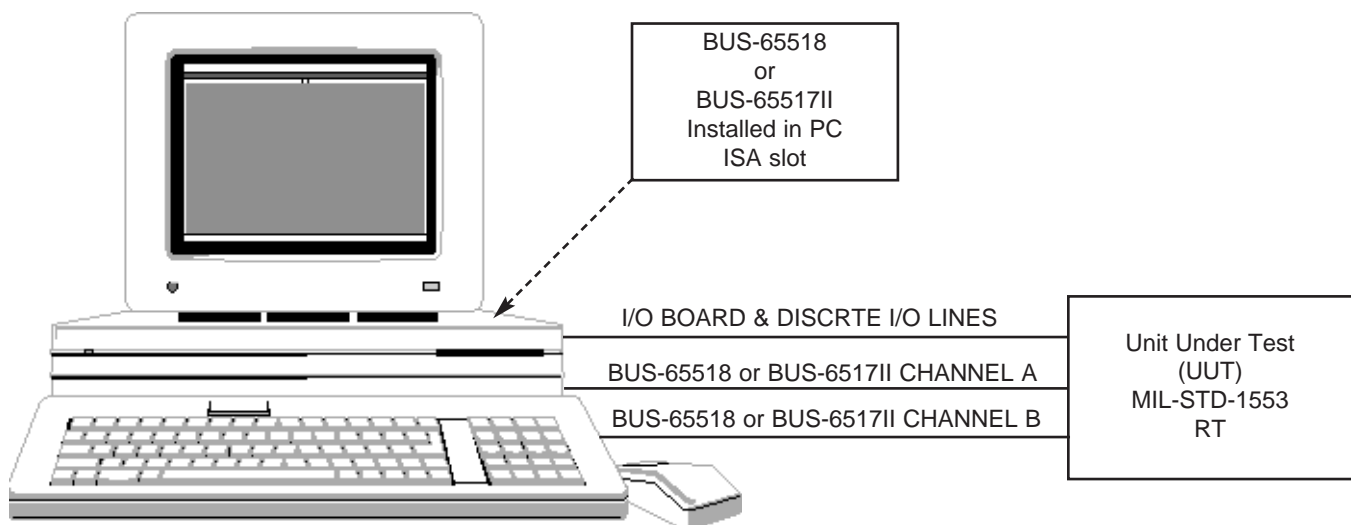 BUS-65518
or
BUS-65517II
Installed in PC
ISA slot
I/O BOARD & DISCRTE I/O LINES
BUS-65518 or BUS-6517II CHANNEL A
BUS-65518 or BUS-6517II CHANNEL B
Unit Under Test
(UUT)
MIL-STD-1553
RT